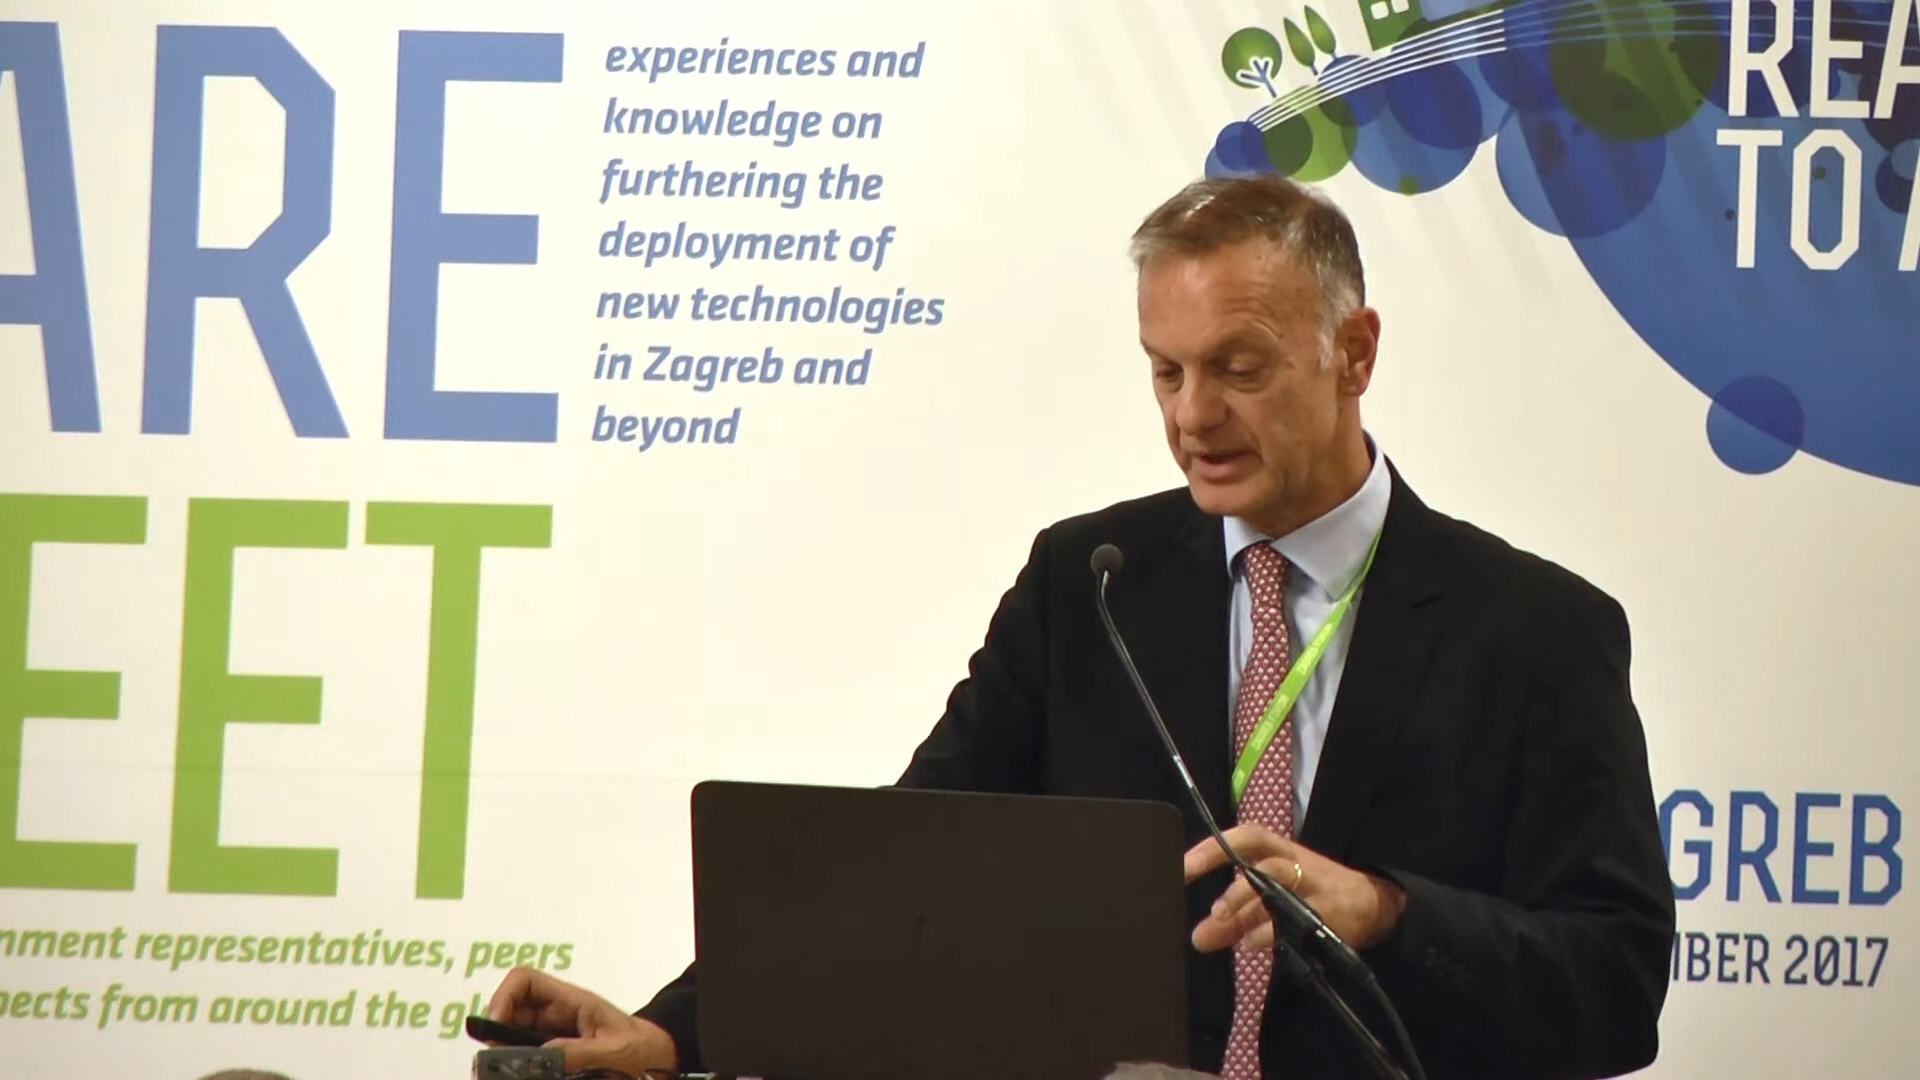 ARE
experiences and
knowledge on
furthering the
deployment of
new technologies
in Zagreb and
beyond
EET
nment representatives, peers
pects from around the gl
REA
TO A
GREB
MBER 2017